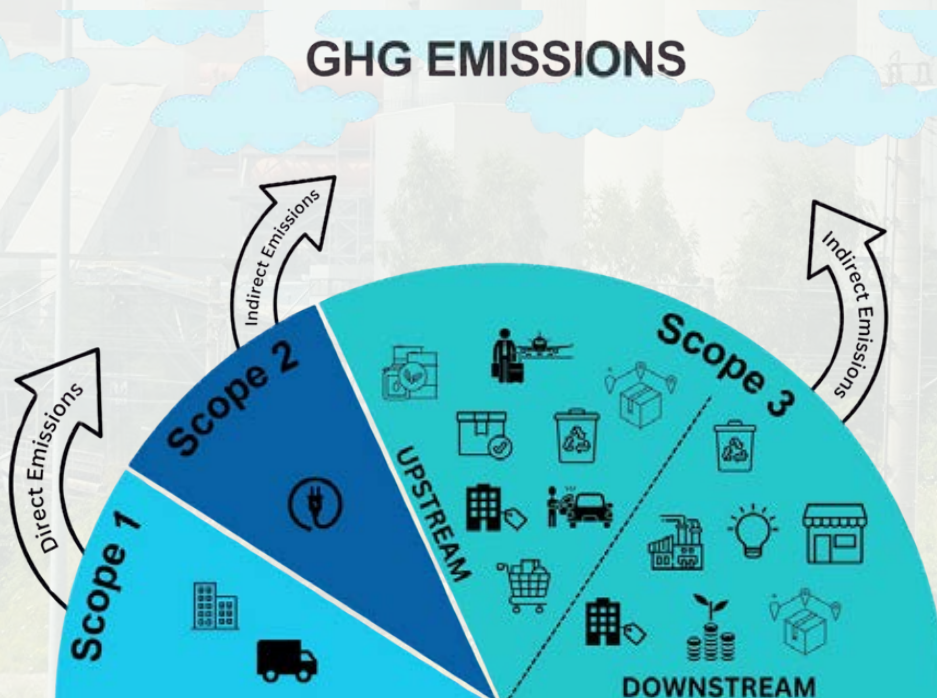 GHG EMISSIONS
Indirect Emissions
Indirect Emissions
Direct Emissions
Scope 1
Scope 2
Scope 3
UPSTREAM
DOWNSTREAM